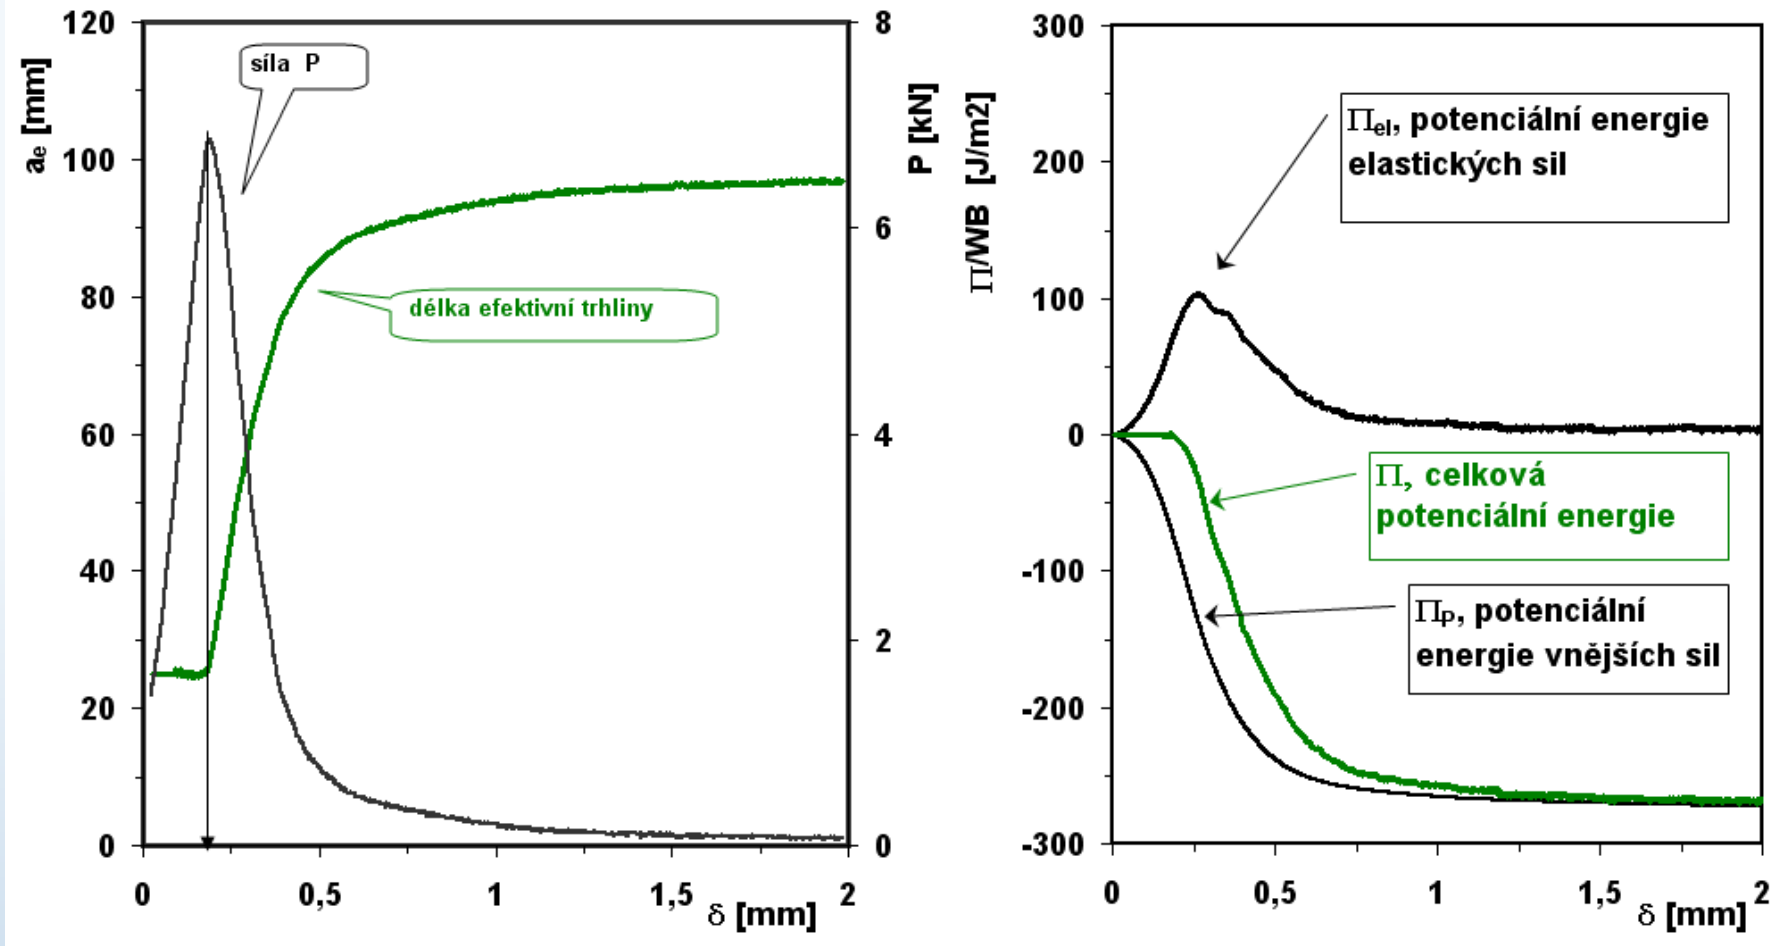 120
100
80
60
40
20
0
ae [mm]
síla P
délka efektivní trhliny
8
6
4
2
0
P [kN]
0
0,5
1
1,5
2
δ [mm]
300
200
100
0
-100
-200
-300
Π/WB [J/m2]
Πel, potenciální energie
elastických sil
Π, celková
potenciální energie
ΠP, potenciální
energie vnějších sil
0
0,5
1
1,5
2
δ [mm]